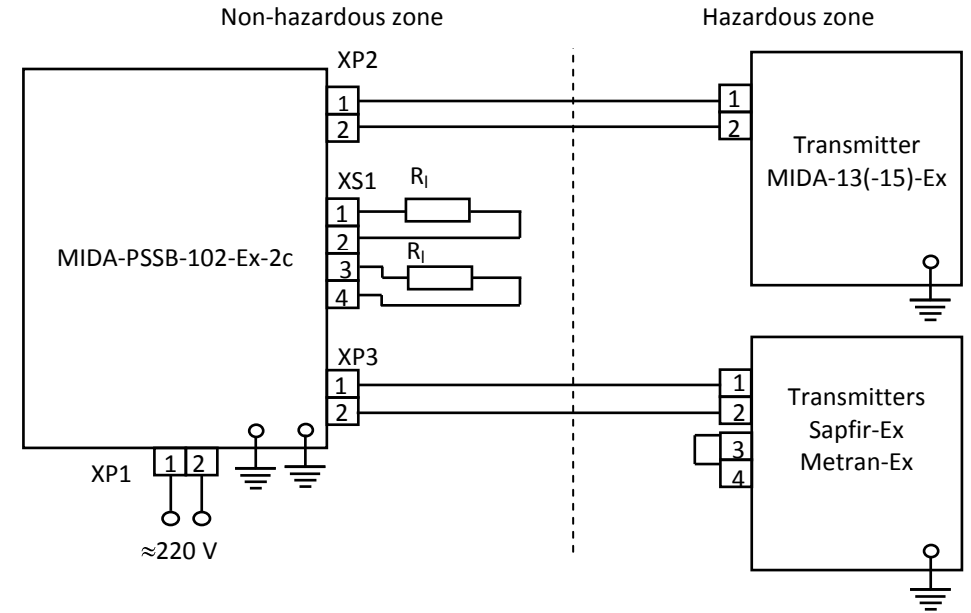 Non-hazardous zone
Hazardous zone
XP2
1
2
XS1
1
2
3
4
R_I
R_I
MIDA-PSSB-102-Ex-2c
XP3
1
2
XP1
1 2
≈220 V
1
2
Transmitter
MIDA-13(-15)-Ex
1
2
3
4
Transmitters
Sapfir-Ex
Metran-Ex